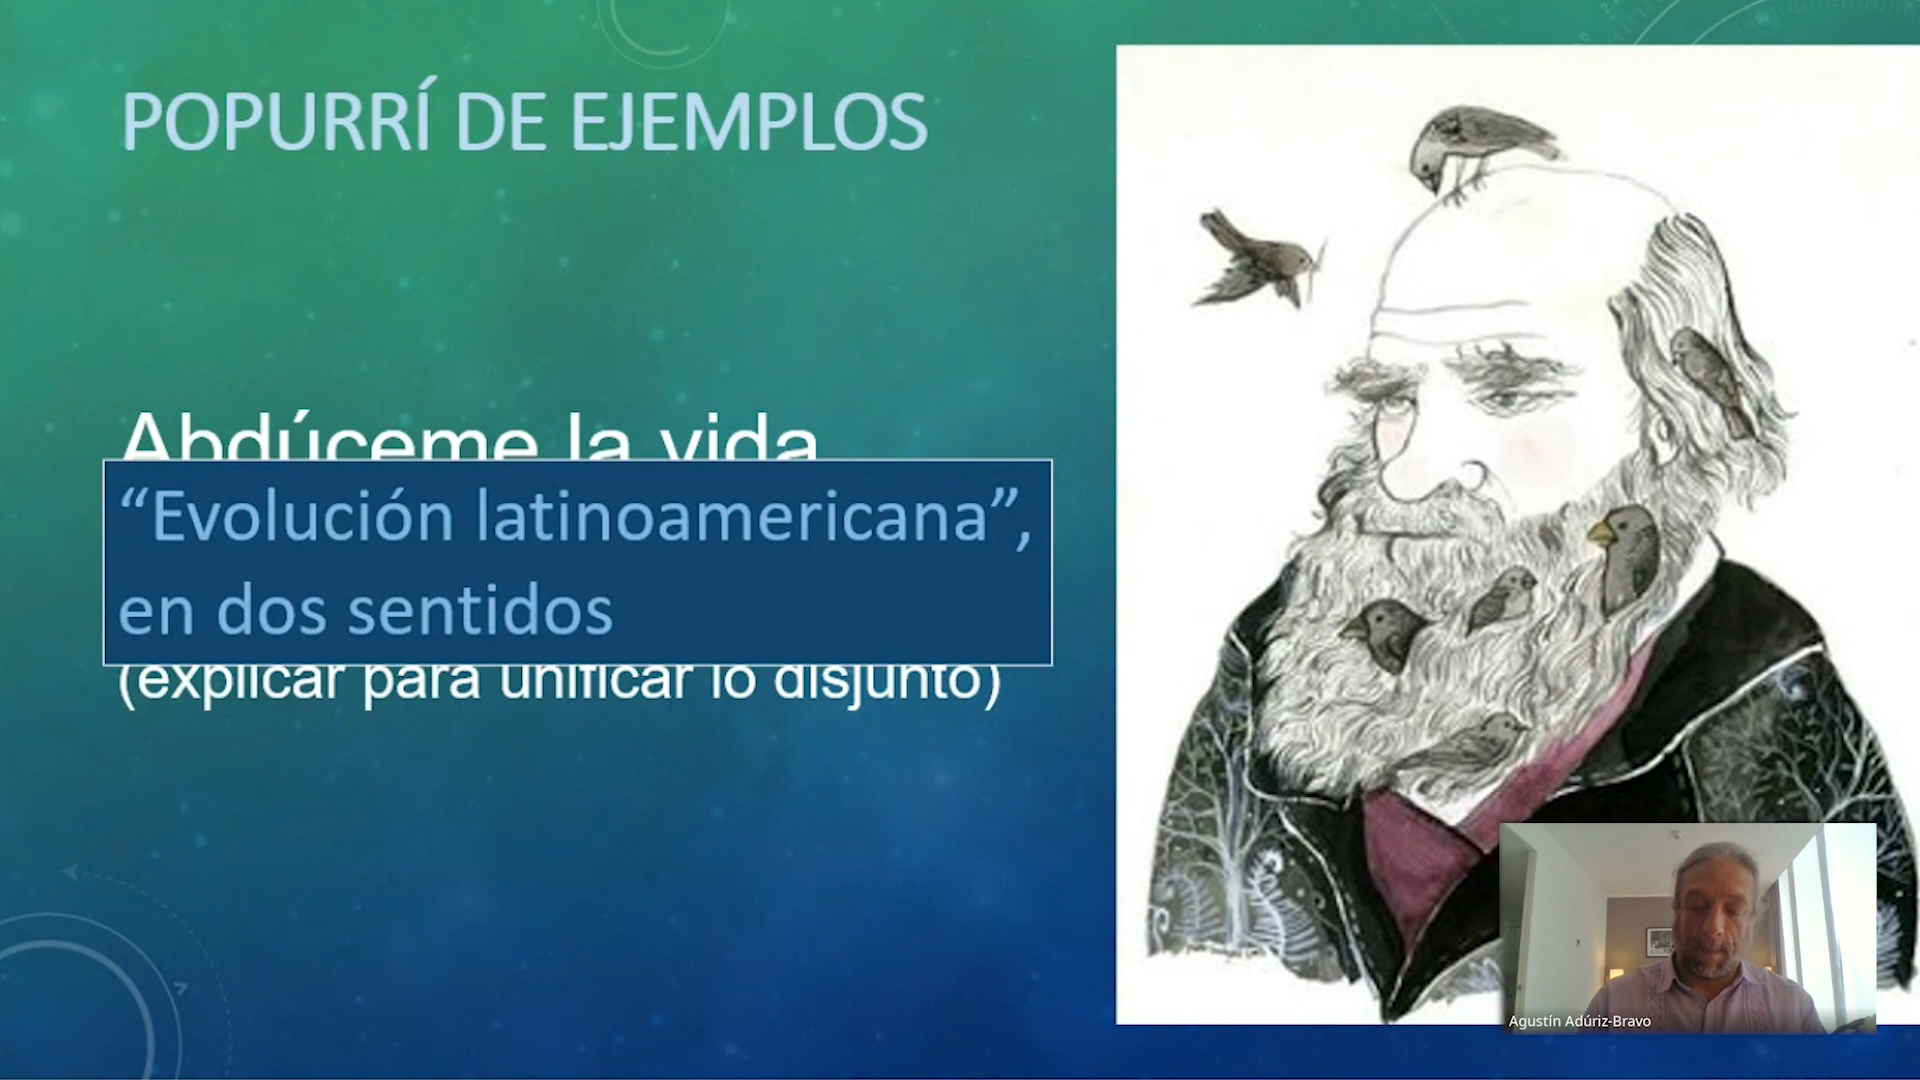 POPURRÍ DE EJEMPLOS
Abdúceme la vida
“Evolución latinoamericana”,
en dos sentidos
(explicar para unificar lo disjunto)
Agustín Adúriz-Bravo